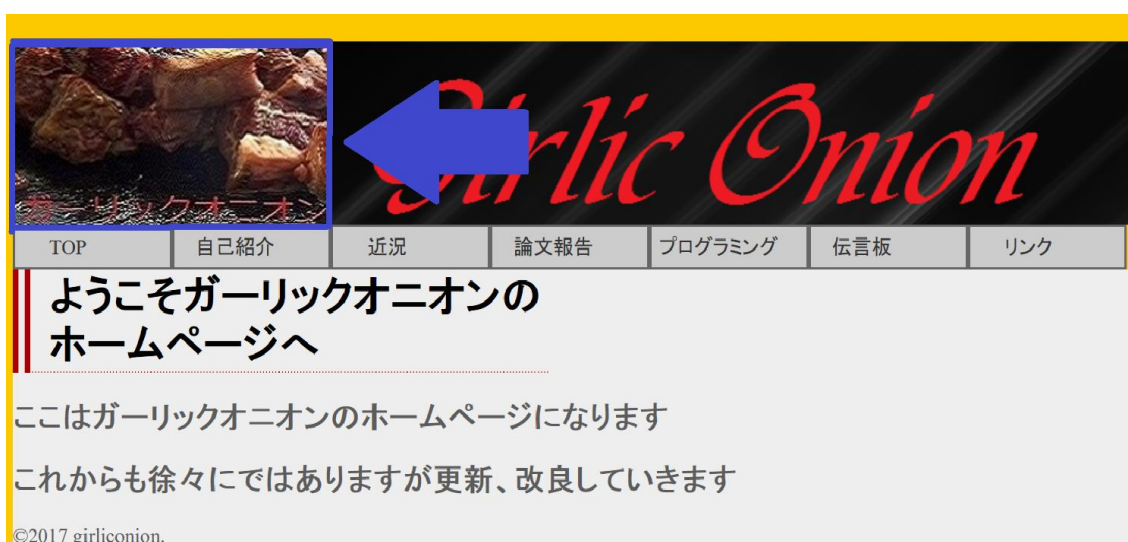 ガーリックオニオン
Girlic Onion
TOP 自己紹介 近況 論文報告 プログラミング 伝言板 リンク
ようこそガーリックオニオンの
ホームページへ
ここはガーリックオニオンのホームページになります
これからも徐々にではありますが更新、改良していきます
©2017 girliconion.